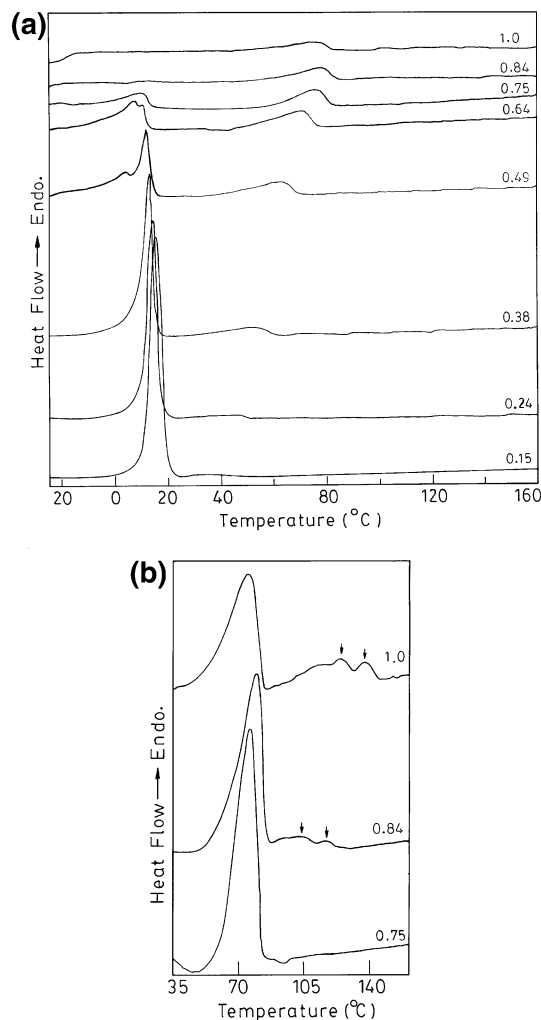 (a)
1.0
0.84
0.75
0.64
0.49
0.38
0.24
0.15
Heat Flow → Endo.
20 0 20 40 80 120 160
Temperature (°C)
(b)
1.0
0.84
0.75
Heat Flow → Endo.
35 70 105 140
Temperature (°C)